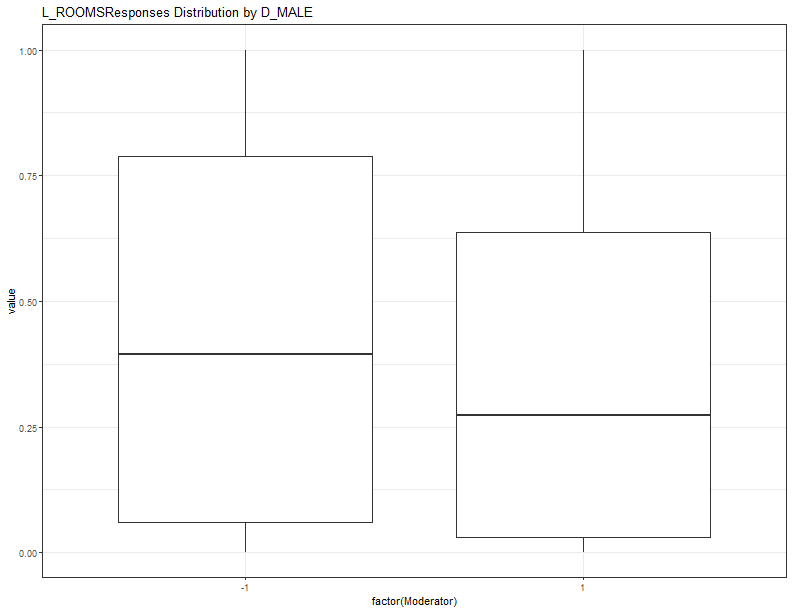 L_ROOMSResponses Distribution by D_MALE
1.00
0.75
0.50
0.25
0.00
value
-1
1
factor(Moderator)